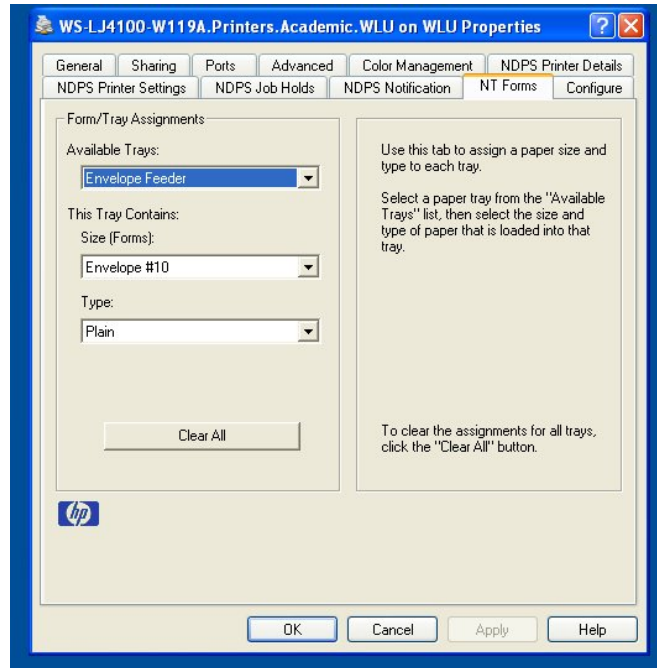 WS-LJ4100-W119A.Printers.Academic.WLU on WLU Properties
General Sharing Ports Advanced Color Management NDPS Printer Details
NDPS Printer Settings NDPS Job Holds NDPS Notification NT Forms Configure
Form/Tray Assignments
Available Trays:
Envelope Feeder
This Tray Contains:
Size (Forms):
Envelope #10
Type:
Plain
Clear All
Use this tab to assign a paper size and
type to each tray.
Select a paper tray from the "Available
Trays" list, then select the size and
type of paper that is loaded into that
tray.
To clear the assignments for all trays,
click the "Clear All" button.
hp
OK Cancel Apply Help